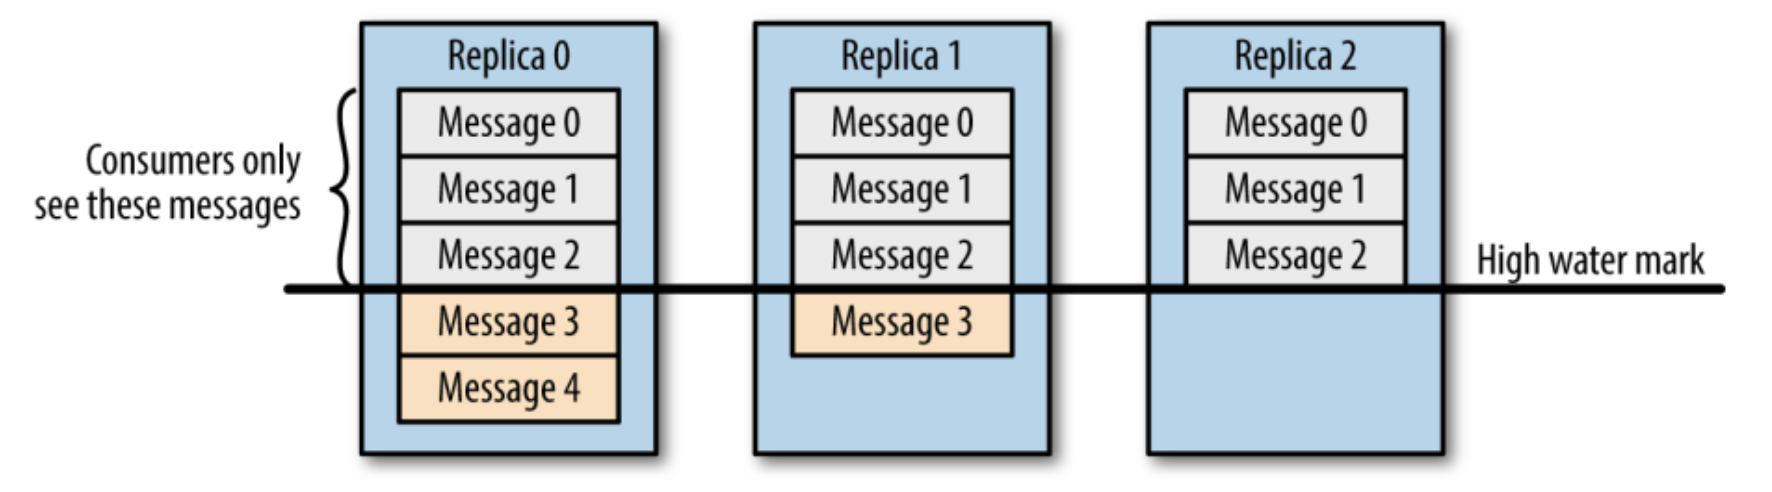 Replica 0
Message 0
Message 1
Message 2
Message 3
Message 4
Consumers only
see these messages
Replica 1
Message 0
Message 1
Message 2
Message 3
Replica 2
Message 0
Message 1
Message 2
High water mark